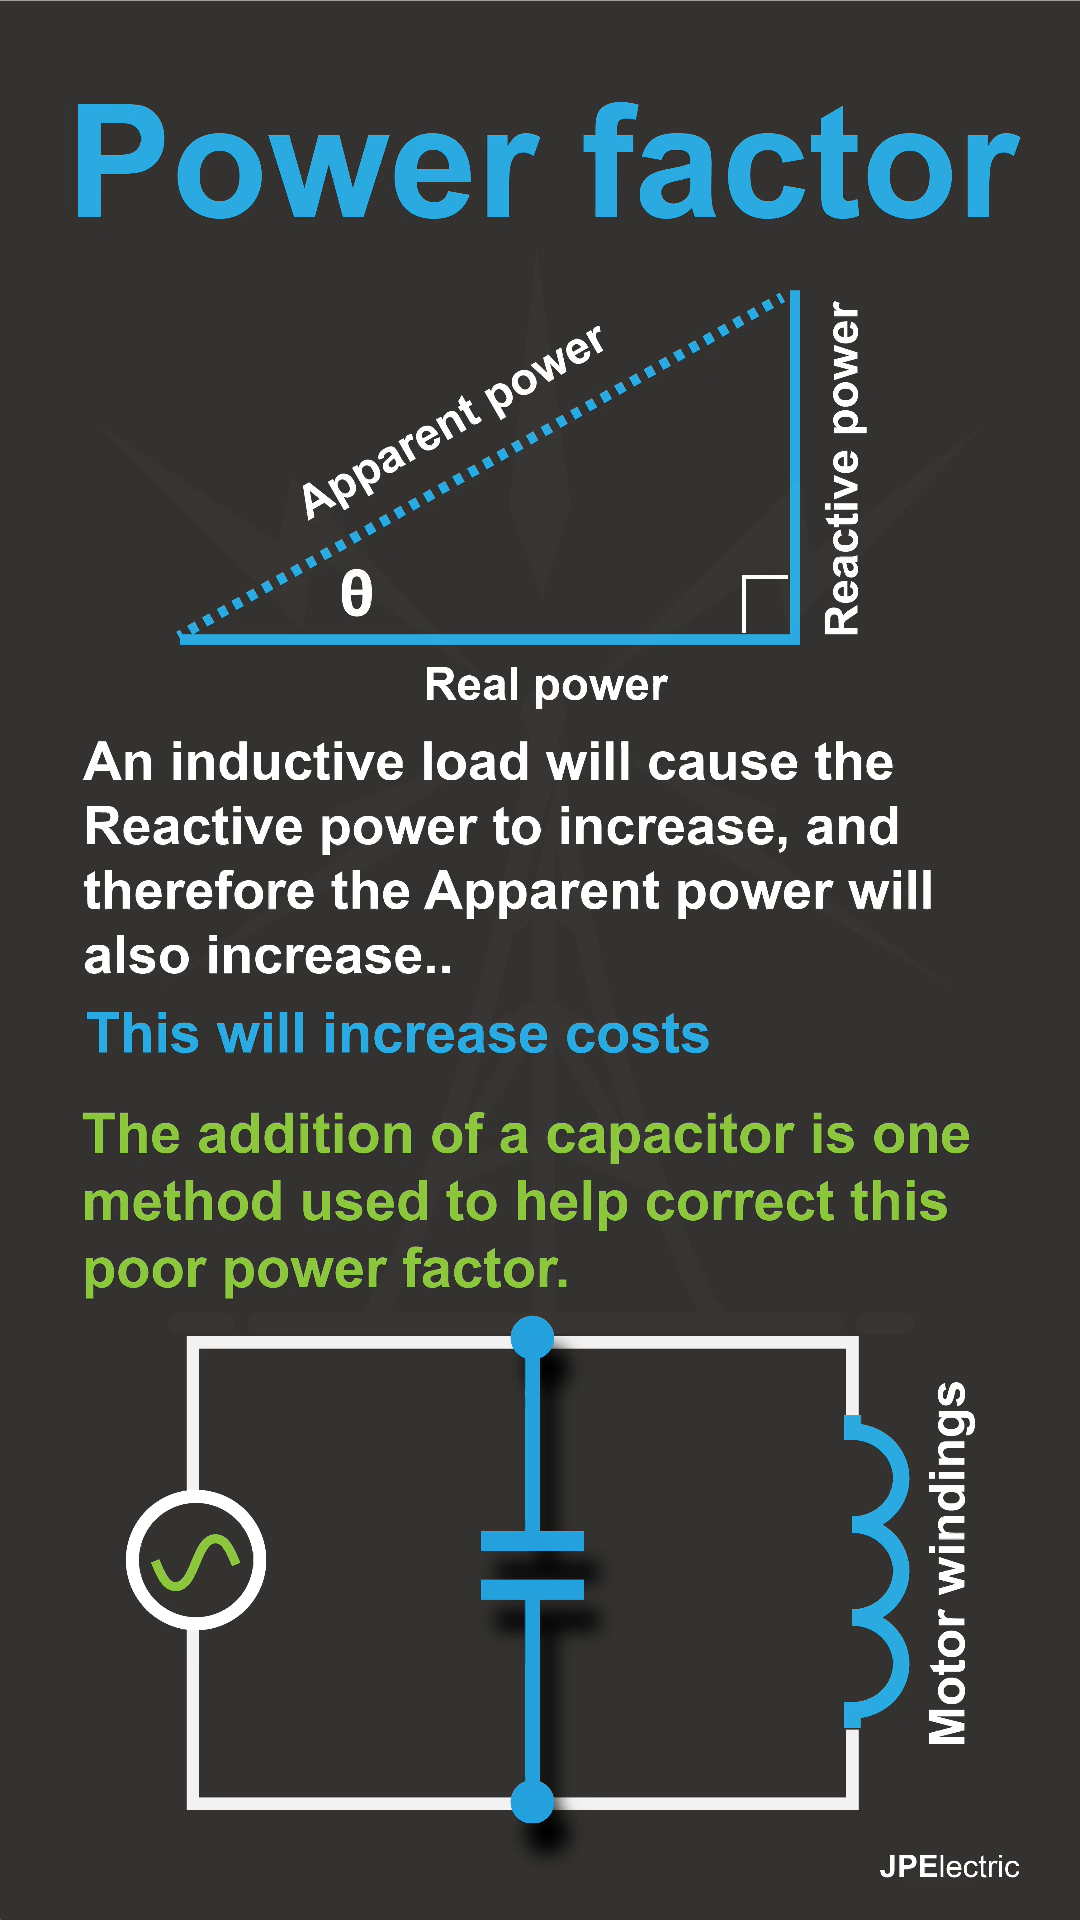 Power factor
Apparent power
Reactive power
θ
Real power
An inductive load will cause the
Reactive power to increase, and
therefore the Apparent power will
also increase..
This will increase costs
The addition of a capacitor is one
method used to help correct this
poor power factor.
Motor windings
JPElectric